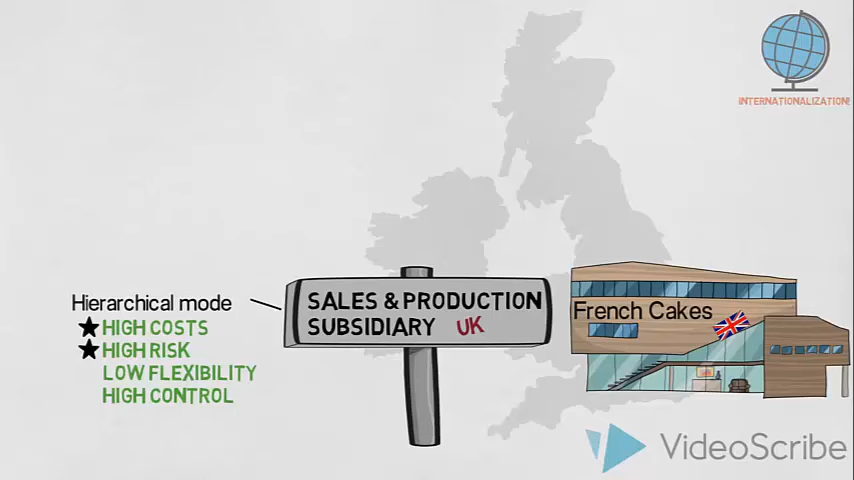 INTERNATIONALIZATION!
Hierarchical mode
HIGH COSTS
HIGH RISK
LOW FLEXIBILITY
HIGH CONTROL
SALES & PRODUCTION
SUBSIDIARY UK
French Cakes
VideoScribe